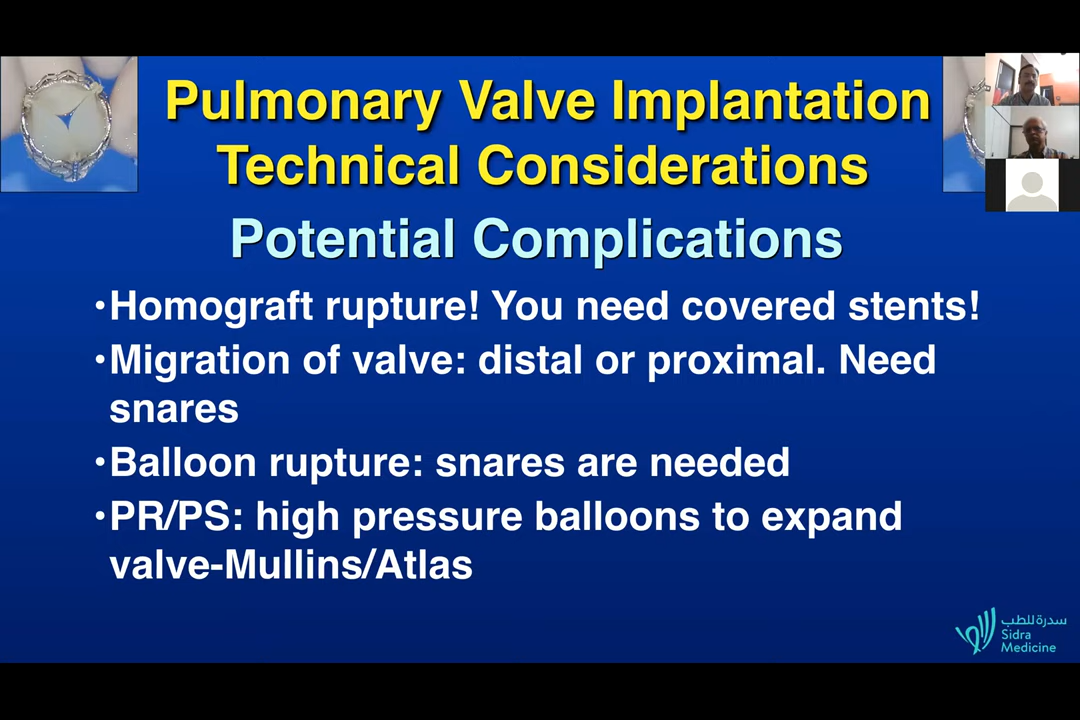 Pulmonary Valve Implantation
Technical Considerations
Potential Complications
•Homograft rupture! You need covered stents!
•Migration of valve: distal or proximal. Need
snares
•Balloon rupture: snares are needed
•PR/PS: high pressure balloons to expand
valve-Mullins/Atlas
سدرة للطب
Sidra
Medicine